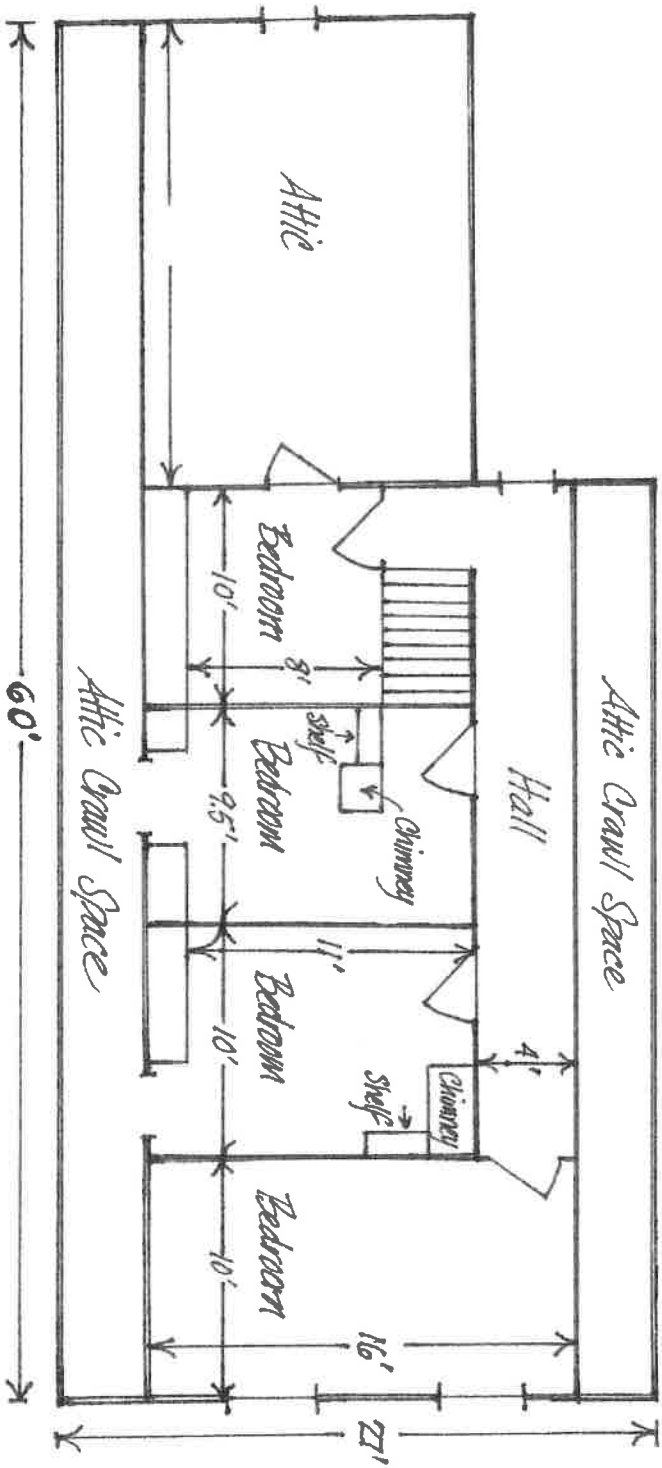 Attic Crawl Space
27'
Hall
4'
16'
Attic
Chimney
Chimney
shelf
Shelf
8'
11'
Bedroom
Bedroom
Bedroom
Bedroom
10'
9.5'
10'
10'
Attic Crawl Space
60'